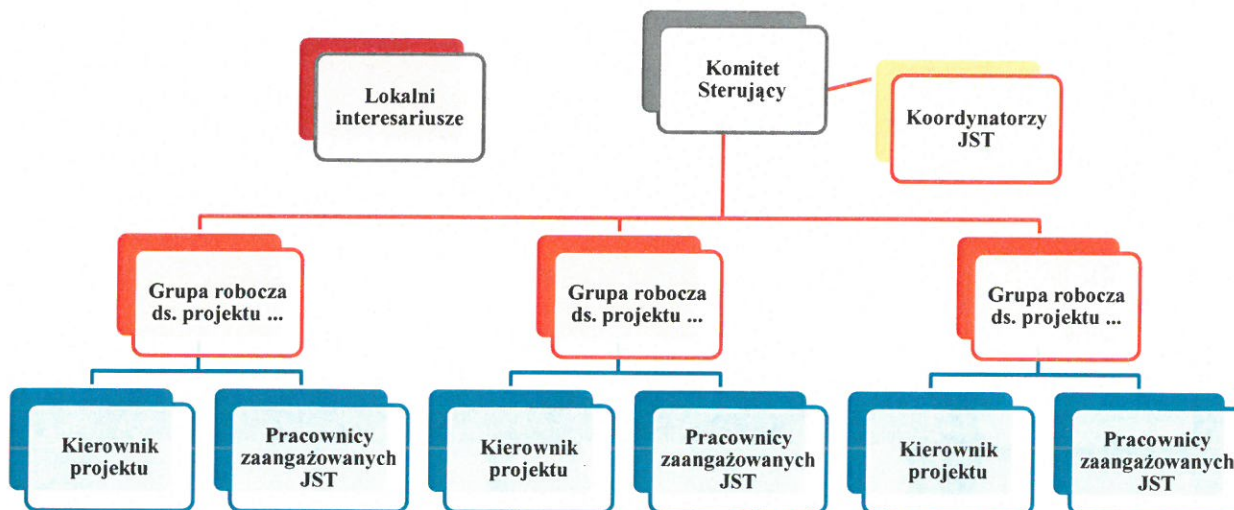 Lokalni
interesariusze
Komitet
Sterujący
Koordynatorzy
JST
Grupa robocza
ds. projektu ...
Grupa robocza
ds. projektu ...
Grupa robocza
ds. projektu ...
Kierownik
projektu
Pracownicy
zaangażowanych
JST
Kierownik
projektu
Pracownicy
zaangażowanych
JST
Kierownik
projektu
Pracownicy
zaangażowanych
JST